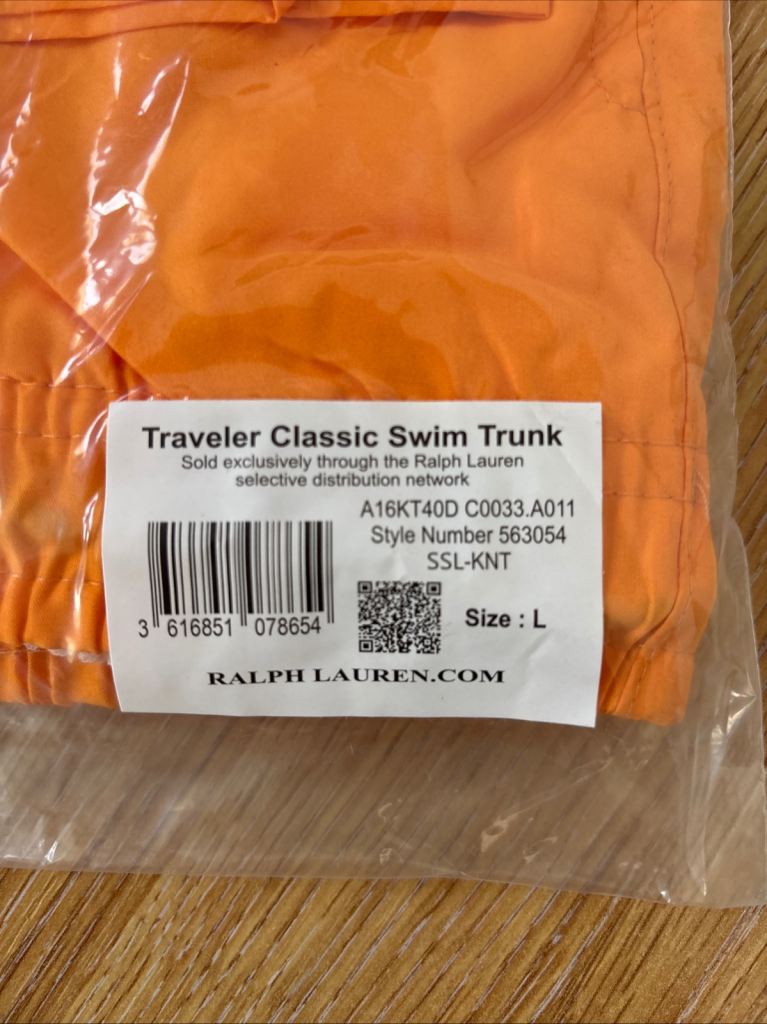 Traveler Classic Swim Trunk
Sold exclusively through the Ralph Lauren
selective distribution network
A16KT40D C0033.A011
Style Number 563054
SSL-KNT
3 616851 078654
Size : L
RALPH LAUREN.COM